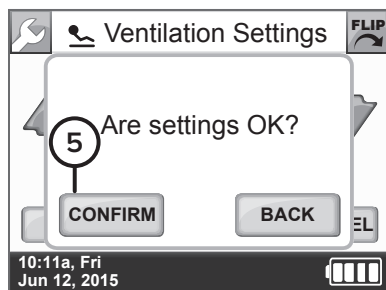 Ventilation Settings
FLIP
Are settings OK?
5
CONFIRM
BACK
EL
10:11a, Fri
Jun 12, 2015